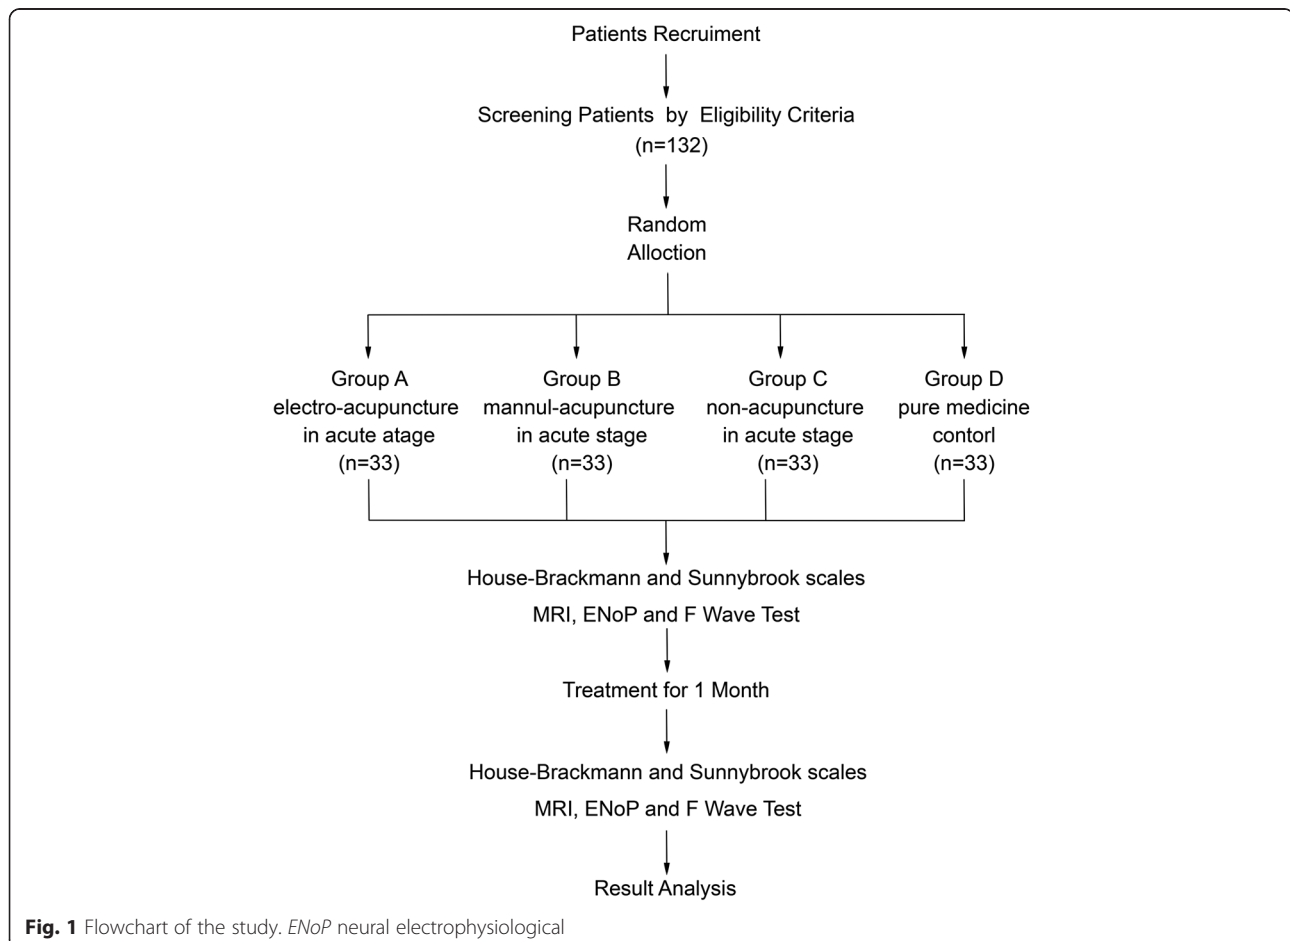 Patients Recruiment
Screening Patients by Eligibility Criteria
(n=132)
Random
Alloction
Group A
electro-acupuncture
in acute atage
(n=33)
Group B
mannul-acupuncture
in acute stage
(n=33)
Group C
non-acupuncture
in acute stage
(n=33)
Group D
pure medicine
contorl
(n=33)
House-Brackmann and Sunnybrook scales
MRI, ENoP and F Wave Test
Treatment for 1 Month
House-Brackmann and Sunnybrook scales
MRI, ENoP and F Wave Test
Result Analysis
Fig. 1 Flowchart of the study. ENoP neural electrophysiological